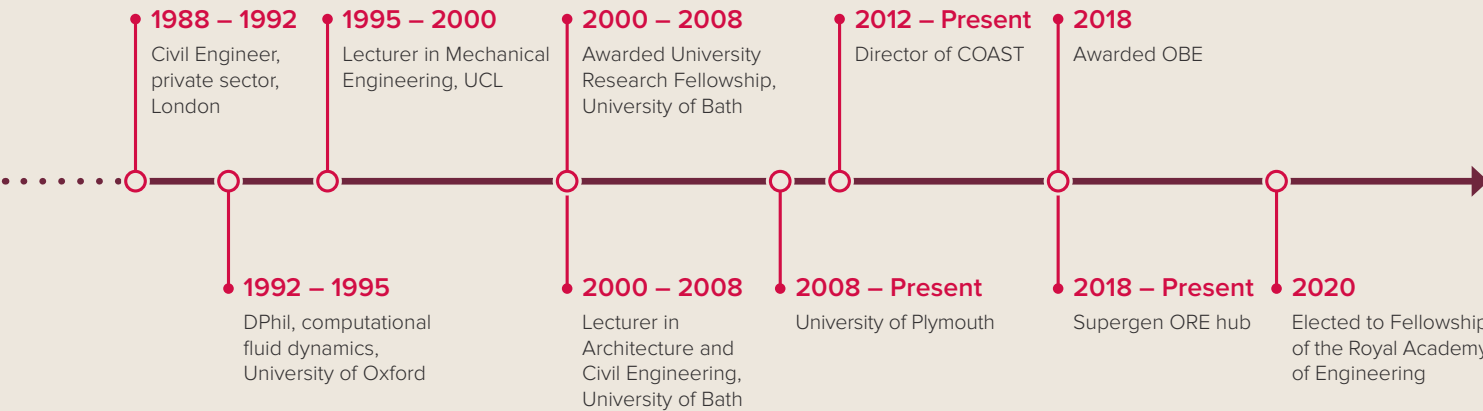 1988 – 1992
Civil Engineer,
private sector,
London
1995 – 2000
Lecturer in Mechanical
Engineering, UCL
2000 – 2008
Awarded University
Research Fellowship,
University of Bath
2012 – Present
Director of COAST
2018
Awarded OBE
1992 – 1995
DPhil, computational
fluid dynamics,
University of Oxford
2000 – 2008
Lecturer in
Architecture and
Civil Engineering,
University of Bath
2008 – Present
University of Plymouth
2018 – Present
Supergen ORE hub
2020
Elected to Fellowship
of the Royal Academy
of Engineering